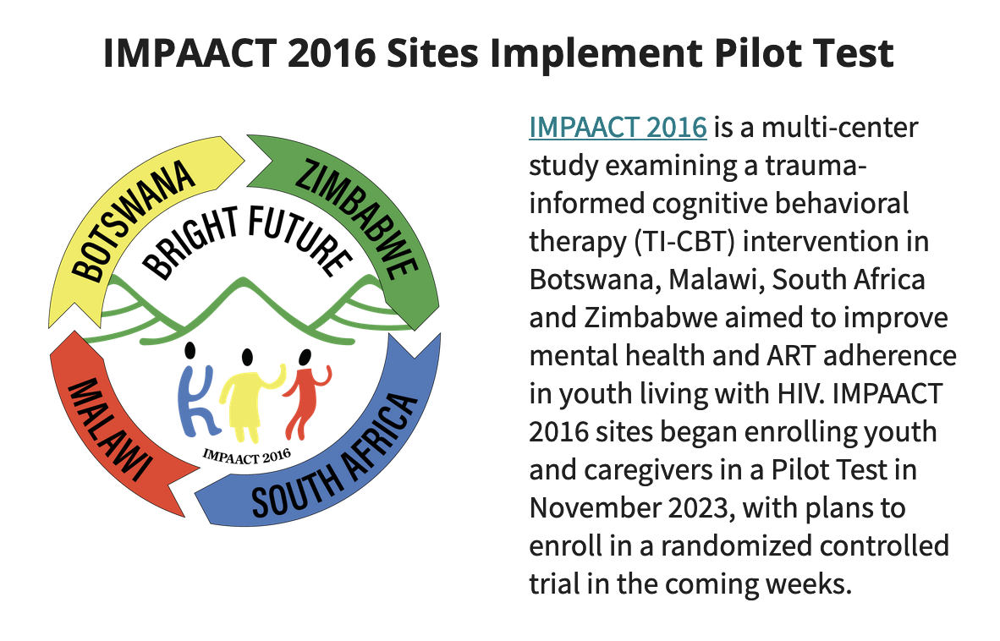 IMPAACT 2016 Sites Implement Pilot Test
BOTSWANA
ZIMBABWE
BRIGHT FUTURE
MALAWI
SOUTH AFRICA
IMPAACT 2016
IMPAACT 2016 is a multi-center
study examining a trauma-
informed cognitive behavioral
therapy (TI-CBT) intervention in
Botswana, Malawi, South Africa
and Zimbabwe aimed to improve
mental health and ART adherence
in youth living with HIV. IMPAACT
2016 sites began enrolling youth
and caregivers in a Pilot Test in
November 2023, with plans to
enroll in a randomized controlled
trial in the coming weeks.